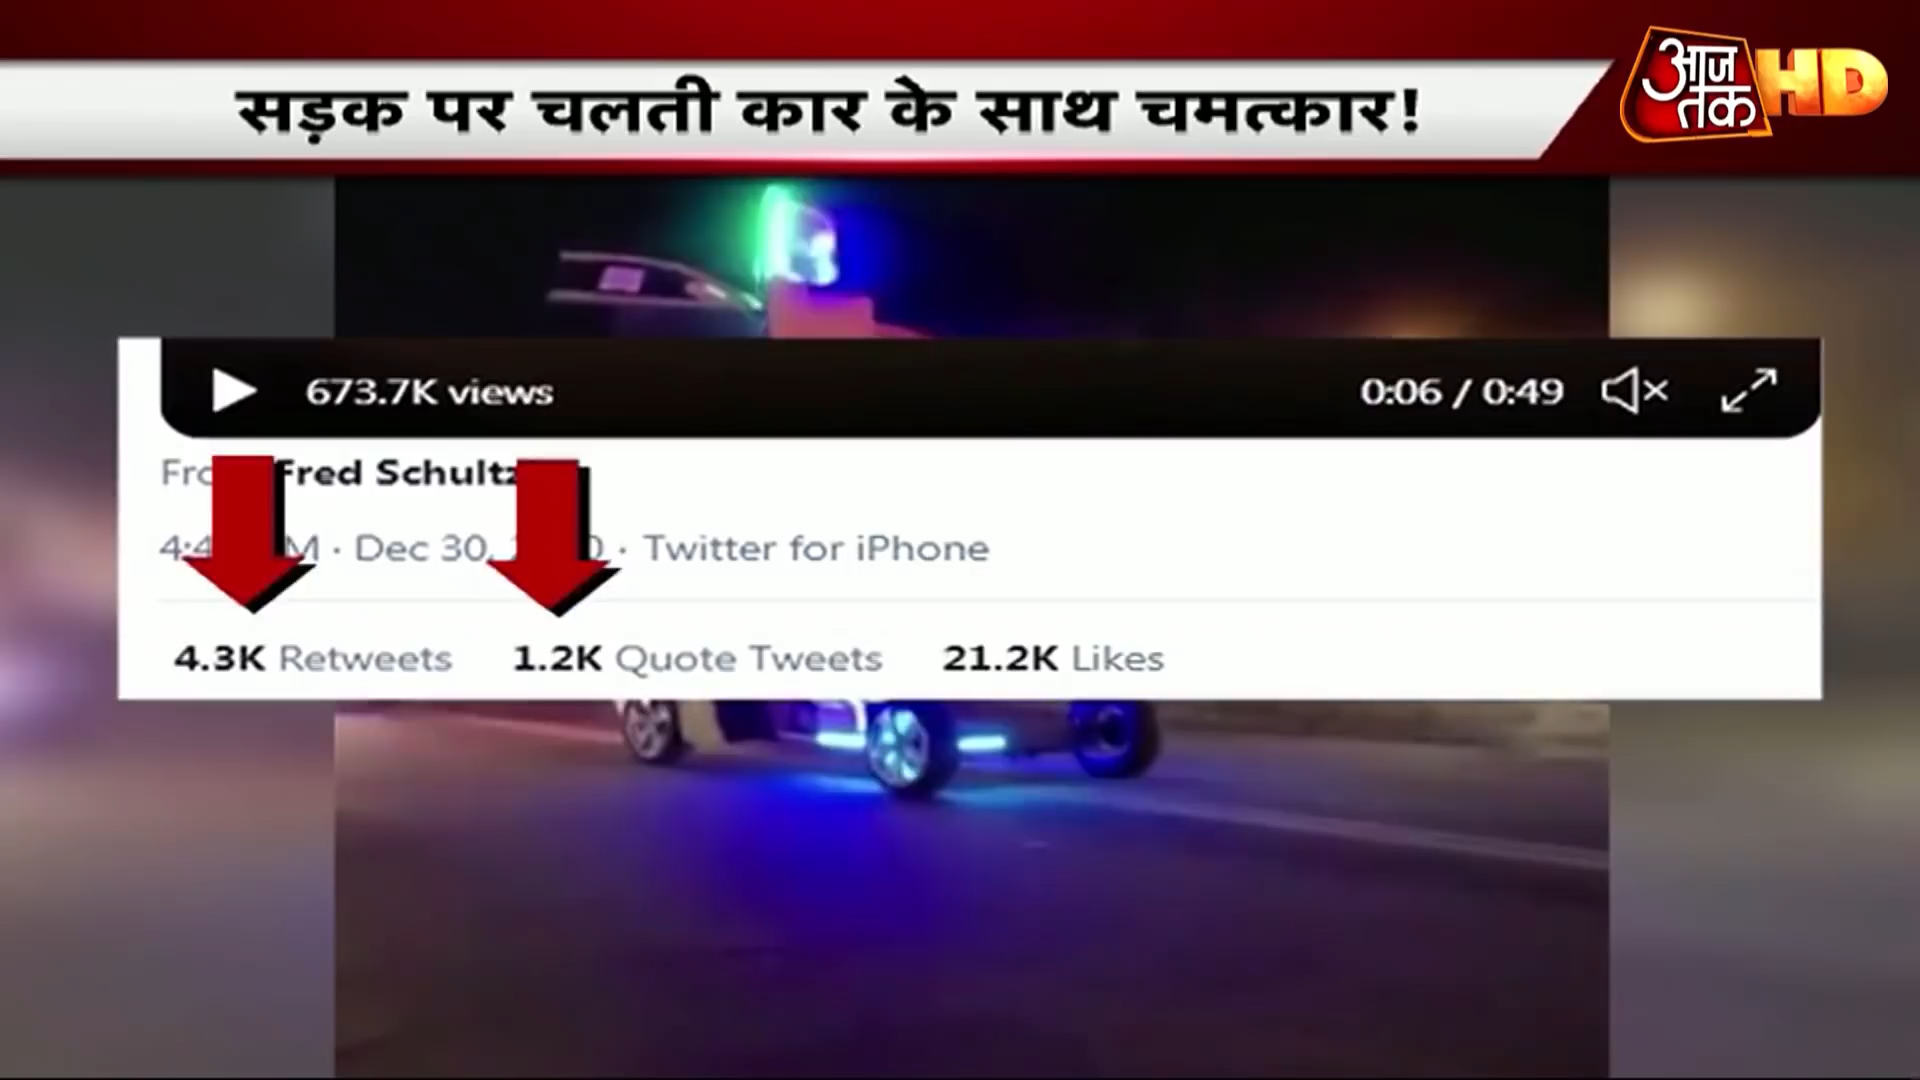 सड़क पर चलती कार के साथ चमत्कार!
आज तक HD
673.7K views 0:06 / 0:49
Fred Schultz
Dec 30, · Twitter for iPhone
4.3K Retweets 1.2K Quote Tweets 21.2K Likes